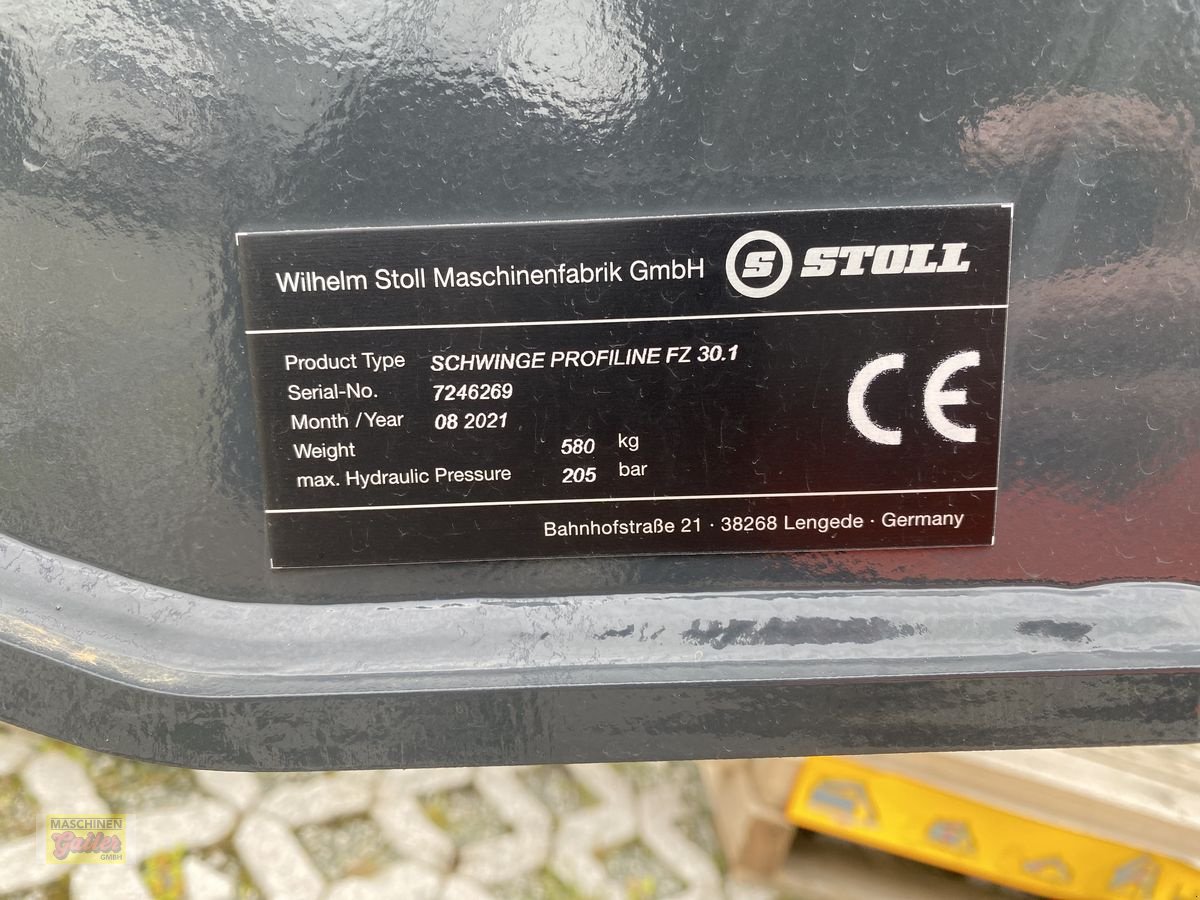 Wilhelm Stoll Maschinenfabrik GmbH S STOLL
Product Type SCHWINGE PROFILINE FZ 30.1
Serial-No. 7246269
Month /Year 08 2021
Weight 580 kg
max. Hydraulic Pressure 205 bar
CE
Bahnhofstraße 21 · 38268 Lengede · Germany
MASCHINEN
Gailer
GMBH